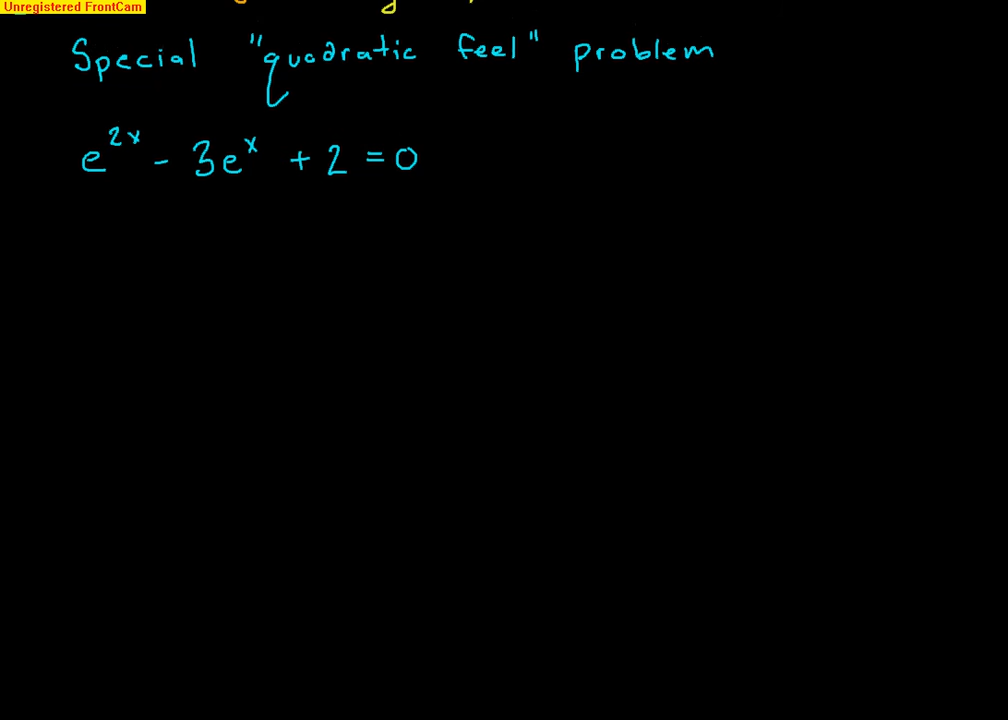 Unregistered FrontCam
Special "quadratic feel" problem
e^{2x} - 3e^x + 2 = 0